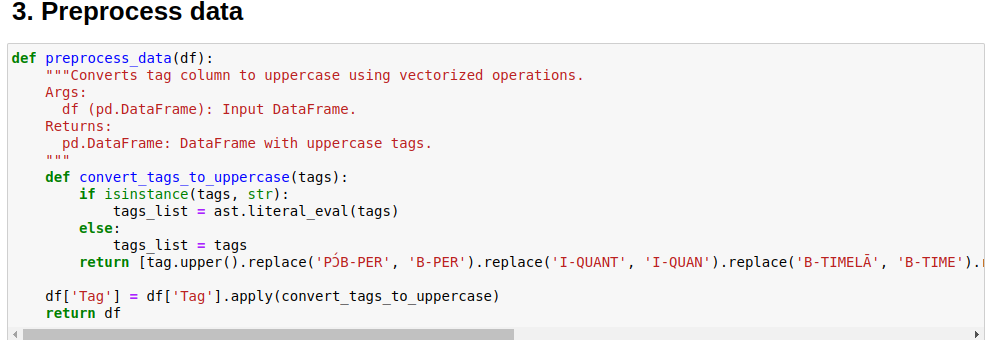 3. Preprocess data
def preprocess_data(df):
    """Converts tag column to uppercase using vectorized operations.
    Args:
      df (pd.DataFrame): Input DataFrame.
    Returns:
      pd.DataFrame: DataFrame with uppercase tags.
    """
    def convert_tags_to_uppercase(tags):
        if isinstance(tags, str):
            tags_list = ast.literal_eval(tags)
        else:
            tags_list = tags
        return [tag.upper().replace('PƆ́B-PER', 'B-PER').replace('I-QUANT', 'I-QUAN').replace('B-TIMELÃ', 'B-TIME').
    df['Tag'] = df['Tag'].apply(convert_tags_to_uppercase)
    return df